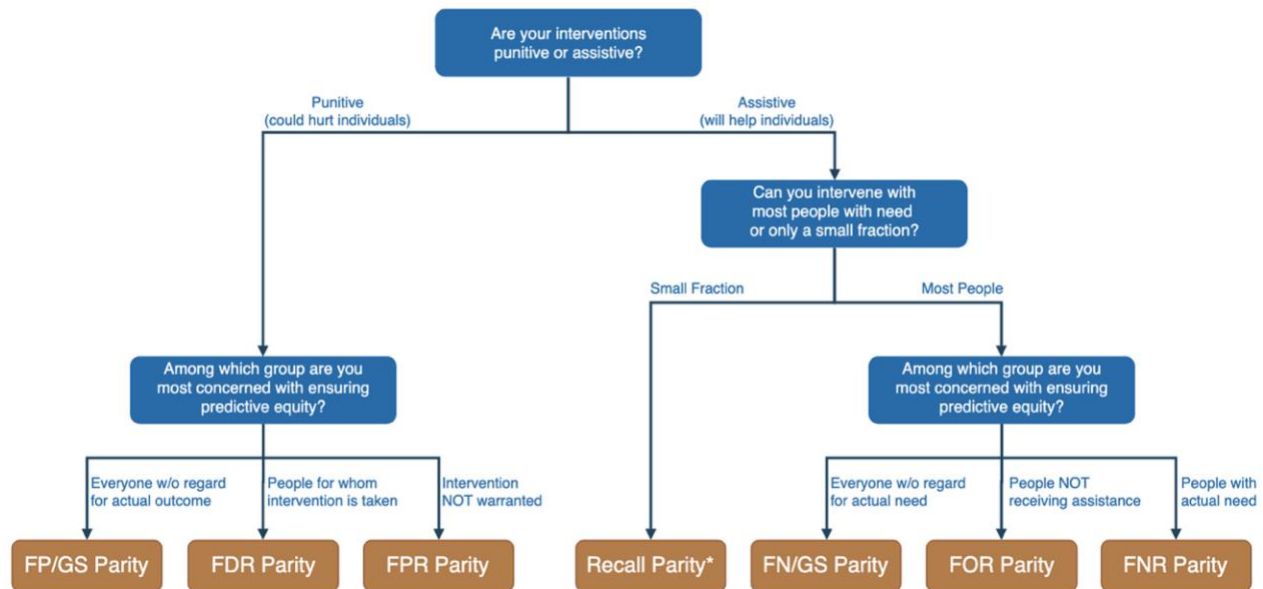 Are your interventions
punitive or assistive?
Punitive
(could hurt individuals)
Assistive
(will help individuals)
Can you intervene with
most people with need
or only a small fraction?
Small Fraction
Most People
Among which group are you
most concerned with ensuring
predictive equity?
Among which group are you
most concerned with ensuring
predictive equity?
Everyone w/o regard
for actual outcome
People for whom
intervention is taken
Intervention
NOT warranted
Everyone w/o regard
for actual need
People NOT
receiving assistance
People with
actual need
FP/GS Parity
FDR Parity
FPR Parity
Recall Parity*
FN/GS Parity
FOR Parity
FNR Parity